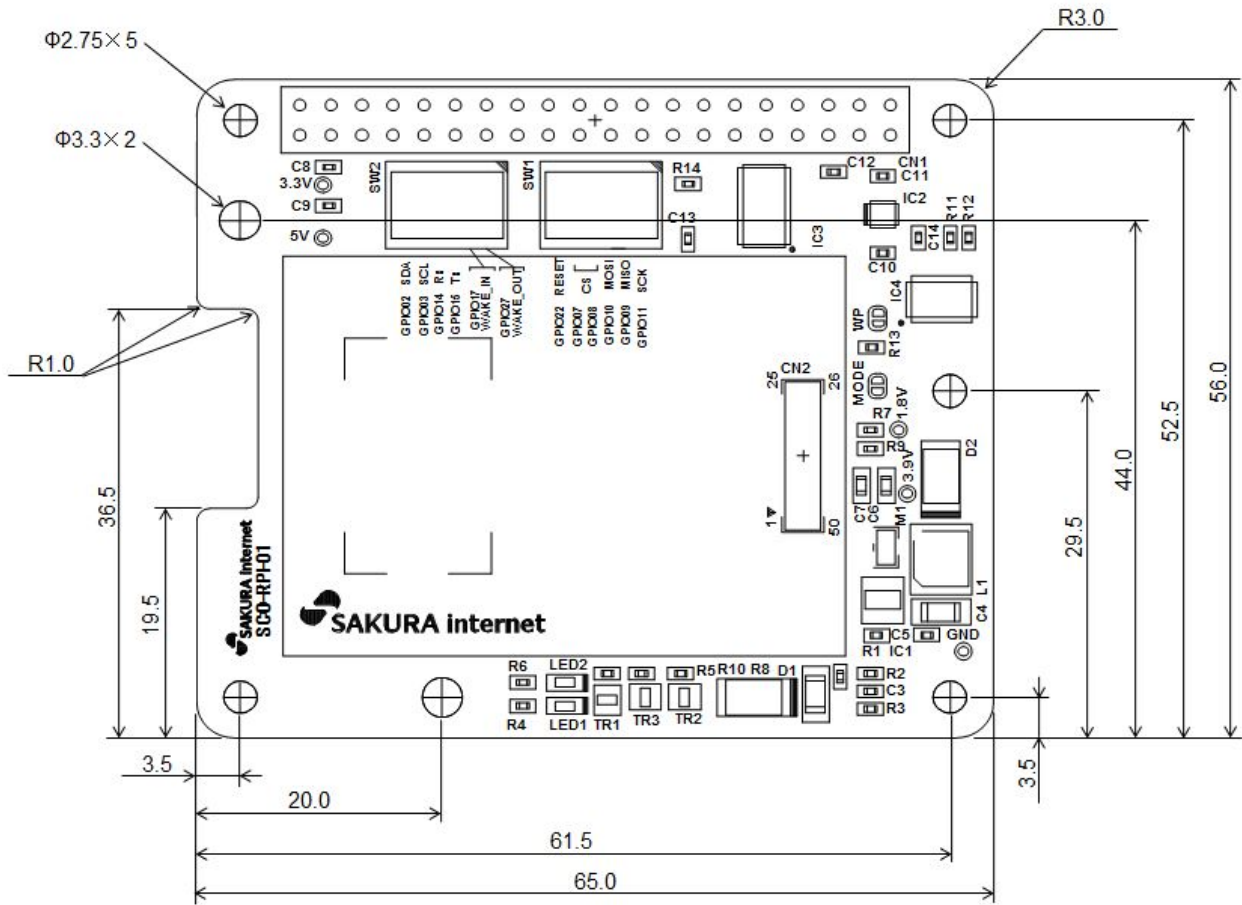 R3.0
Φ2.75×5
Φ3.3×2
C8
3.3V
C9
5V
SW2
SW1
R14
C13
C12
CN1
C11
IC2
IC3
C10
C14
R11
R12
IC4
GPIO02 SDA
GPIO03 SCL
GPIO14
GPIO15
GPIO17 WAKE_IN
GPIO27 WAKE_OUT
GPIO22 RESET
GPIO07
GPIO08
CS
GPIO10 MOSI
GPIO09 MISO
GPIO11 SCK
WP
R13
MODE
R1.0
CN2
25
26
1
50
R7
1.8V
R9
3.9V
D2
C7
C6
M1
L1
C4
R1
C5
IC1
GND
SAKURA internet
SCO-RPI-01
SAKURA internet
R6
LED2
R4
LED1
TR1
TR3
TR2
R5
R10
R8
D1
R2
C3
R3
36.5
19.5
56.0
52.5
44.0
29.5
3.5
3.5
20.0
61.5
65.0